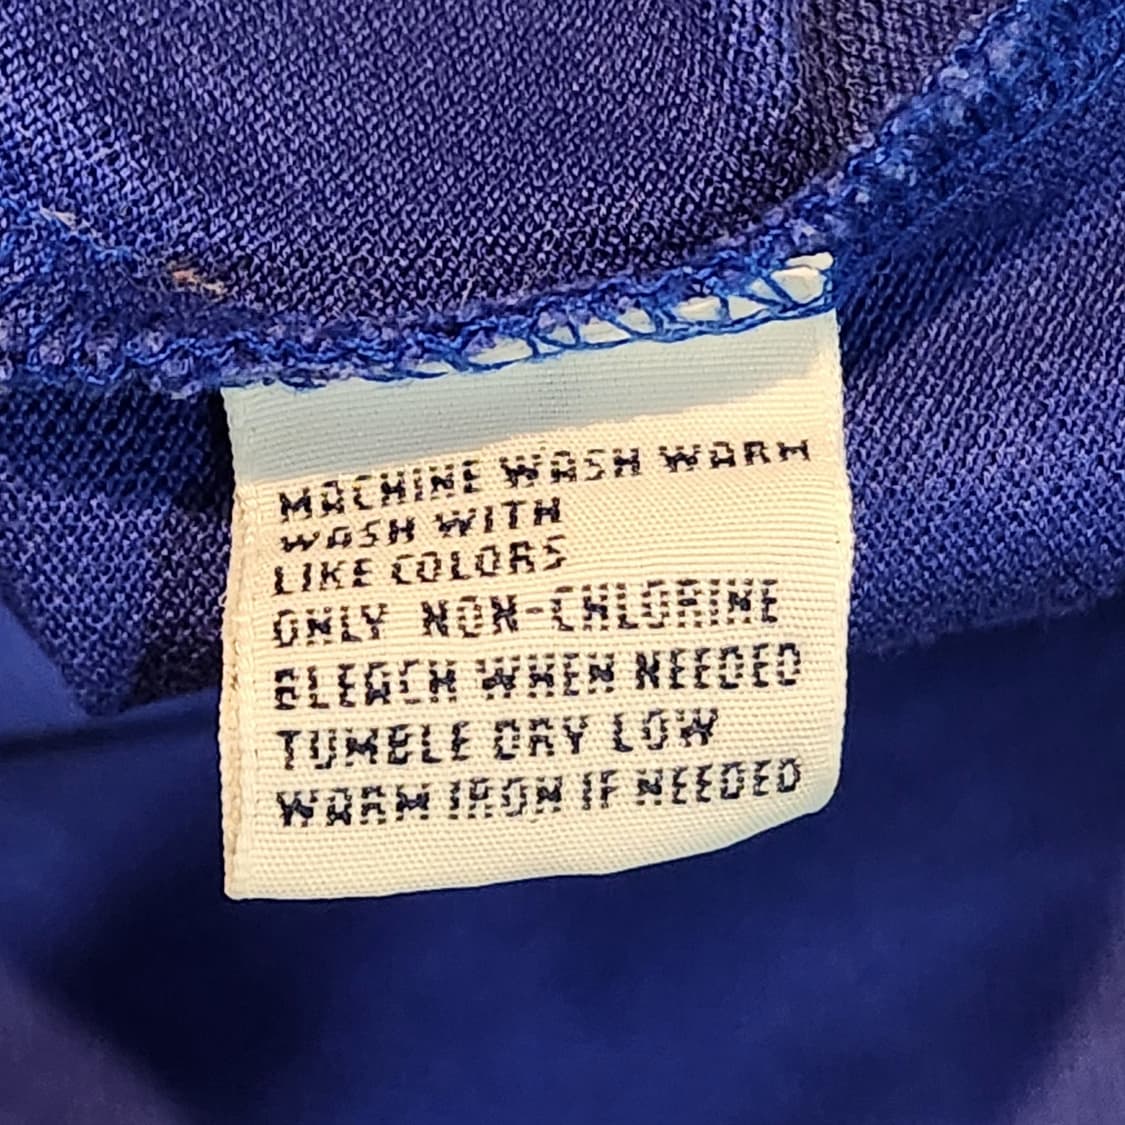 MACHINE WASH WARM
WASH WITH
LIKE COLORS
ONLY NON-CHLORINE
BLEACH WHEN NEEDED
TUMBLE DRY LOW
WARM IRON IF NEEDED